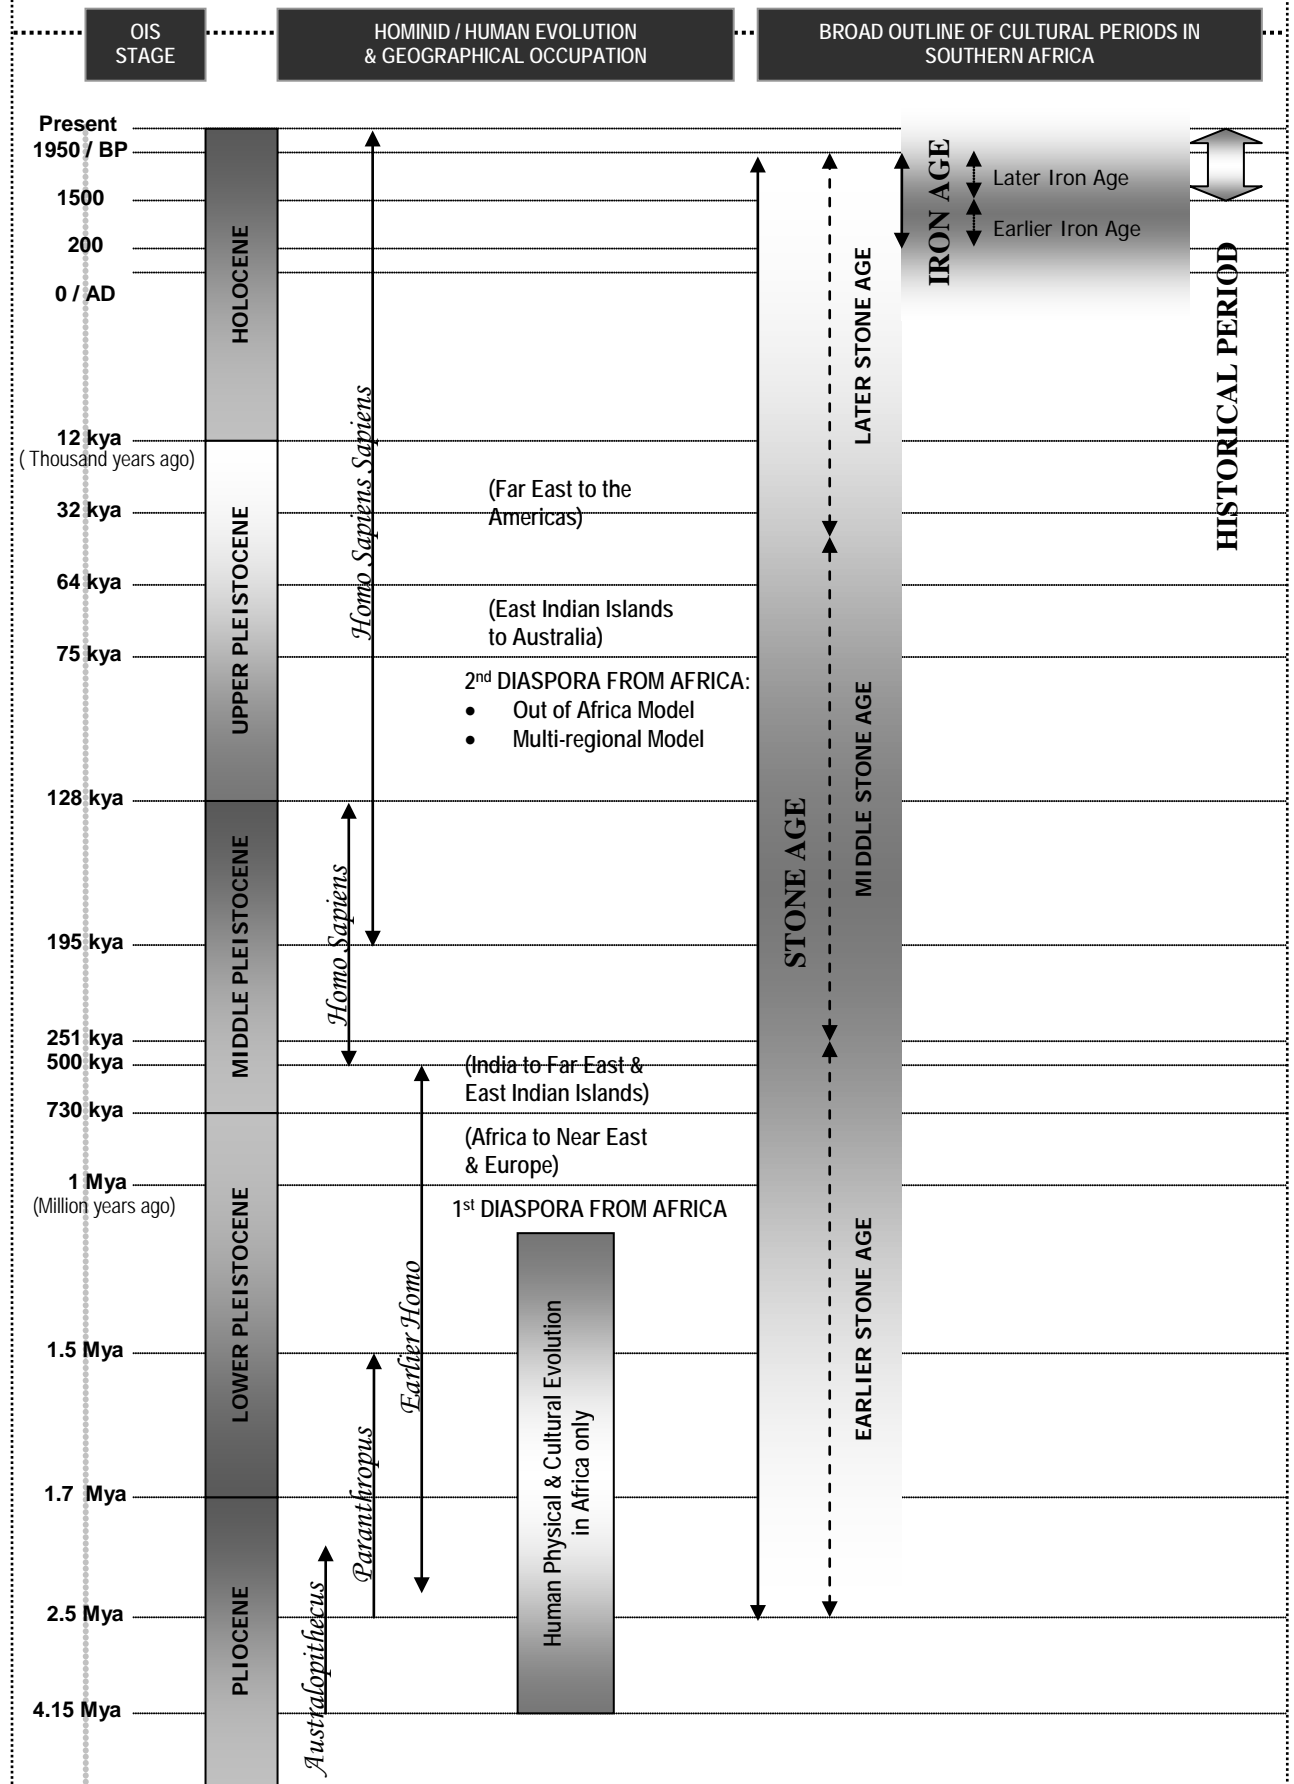 OIS
STAGE
HOMINID / HUMAN EVOLUTION
& GEOGRAPHICAL OCCUPATION
BROAD OUTLINE OF CULTURAL PERIODS IN
SOUTHERN AFRICA
Present
1950 / BP
1500
200
0 / AD
12 kya
( Thousand years ago)
32 kya
64 kya
75 kya
128 kya
195 kya
251 kya
500 kya
730 kya
1 Mya
(Million years ago)
1.5 Mya
1.7 Mya
2.5 Mya
4.15 Mya
HOLOCENE
UPPER PLEISTOCENE
MIDDLE PLEISTOCENE
LOWER PLEISTOCENE
PLIOCENE
Homo Sapiens Sapiens
Homo Sapiens
Earlier Homo
Paranthropus
Australopithecus
(Far East to the
Americas)
(East Indian Islands
to Australia)
2nd DIASPORA FROM AFRICA:
• Out of Africa Model
• Multi-regional Model
(India to Far East &
East Indian Islands)
(Africa to Near East
& Europe)
1st DIASPORA FROM AFRICA
Human Physical & Cultural Evolution
in Africa only
STONE AGE
LATER STONE AGE
MIDDLE STONE AGE
EARLIER STONE AGE
IRON AGE
Later Iron Age
Earlier Iron Age
HISTORICAL PERIOD